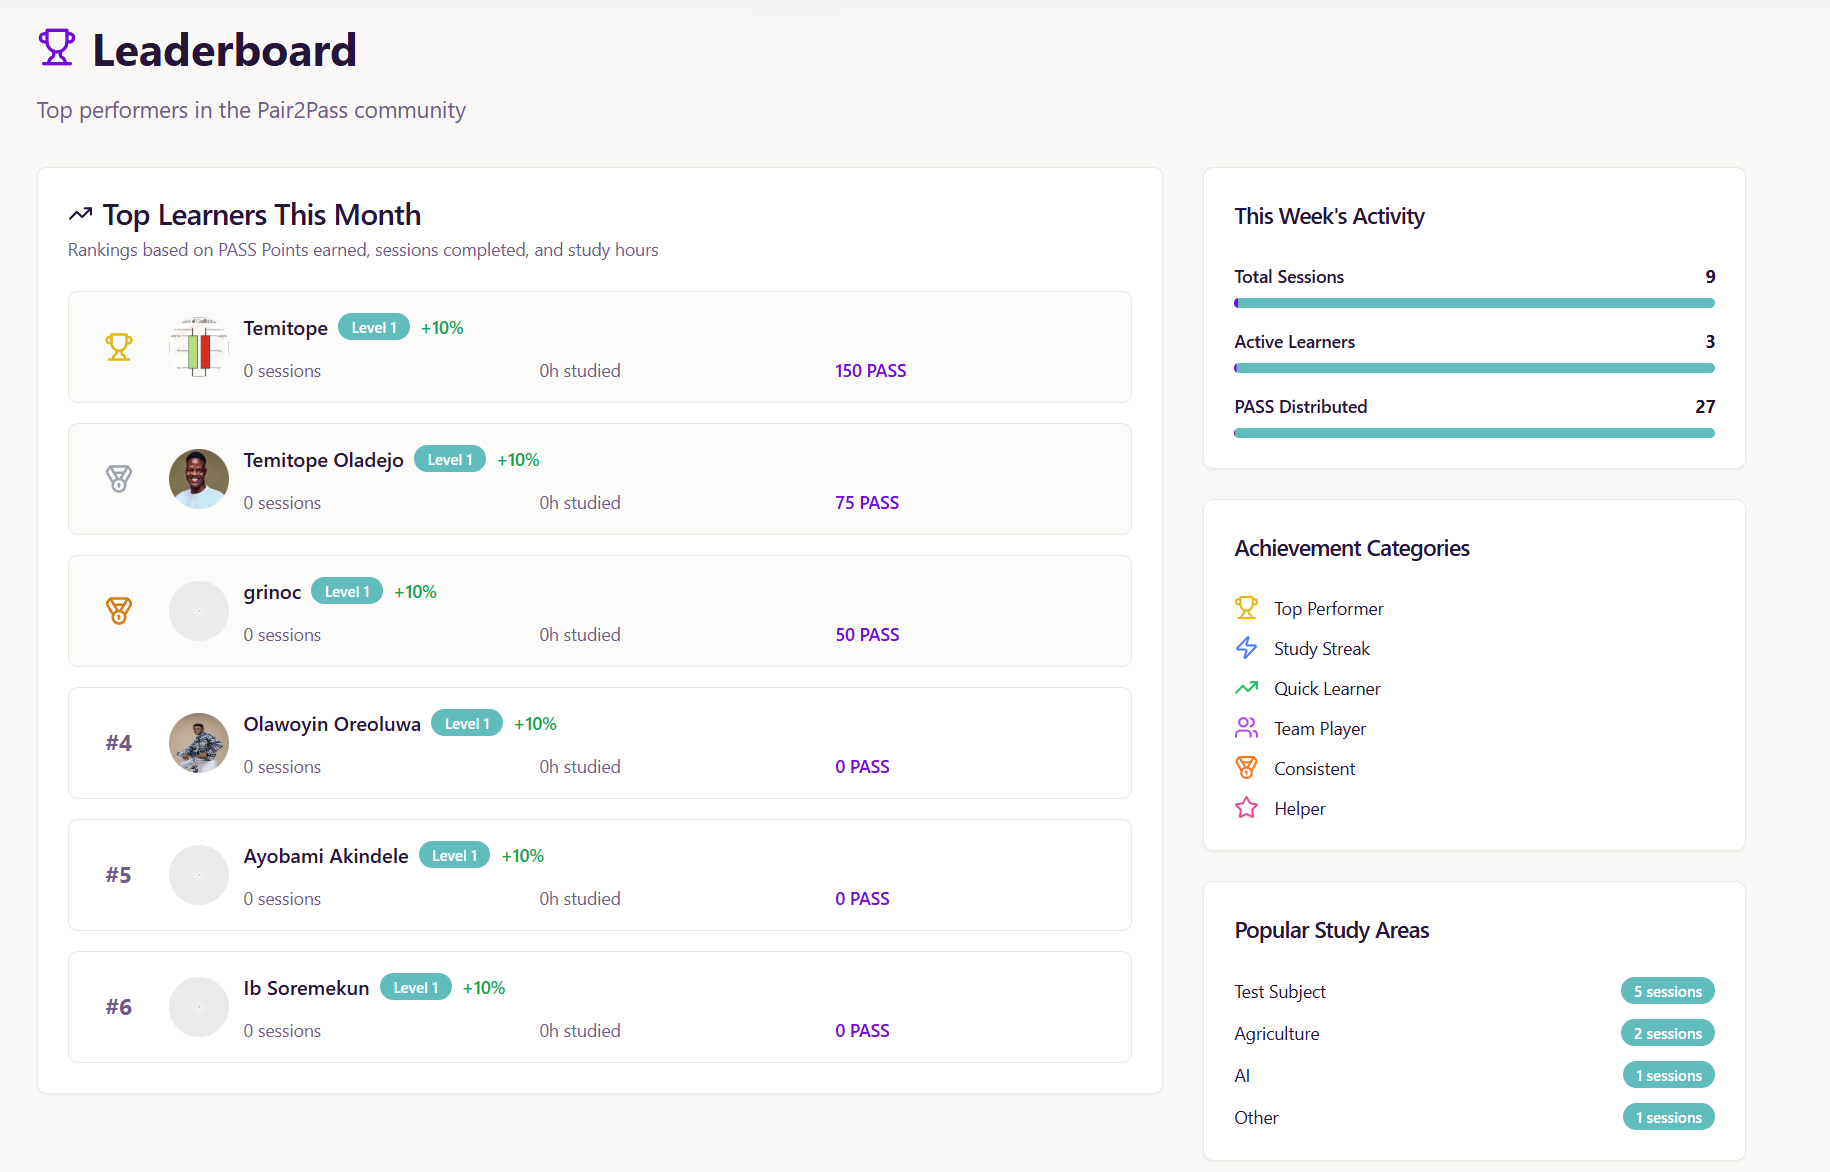 Leaderboard
Top performers in the Pair2Pass community
Top Learners This Month
Rankings based on PASS Points earned, sessions completed, and study hours
Temitope Level 1 +10%
0 sessions 0h studied 150 PASS
Temitope Oladejo Level 1 +10%
0 sessions 0h studied 75 PASS
grinoc Level 1 +10%
0 sessions 0h studied 50 PASS
#4 Olawoyin Oreoluwa Level 1 +10%
0 sessions 0h studied 0 PASS
#5 Ayobami Akindele Level 1 +10%
0 sessions 0h studied 0 PASS
#6 Ib Soremekun Level 1 +10%
0 sessions 0h studied 0 PASS
This Week's Activity
Total Sessions 9
Active Learners 3
PASS Distributed 27
Achievement Categories
Top Performer
Study Streak
Quick Learner
Team Player
Consistent
Helper
Popular Study Areas
Test Subject 5 sessions
Agriculture 2 sessions
AI 1 sessions
Other 1 sessions